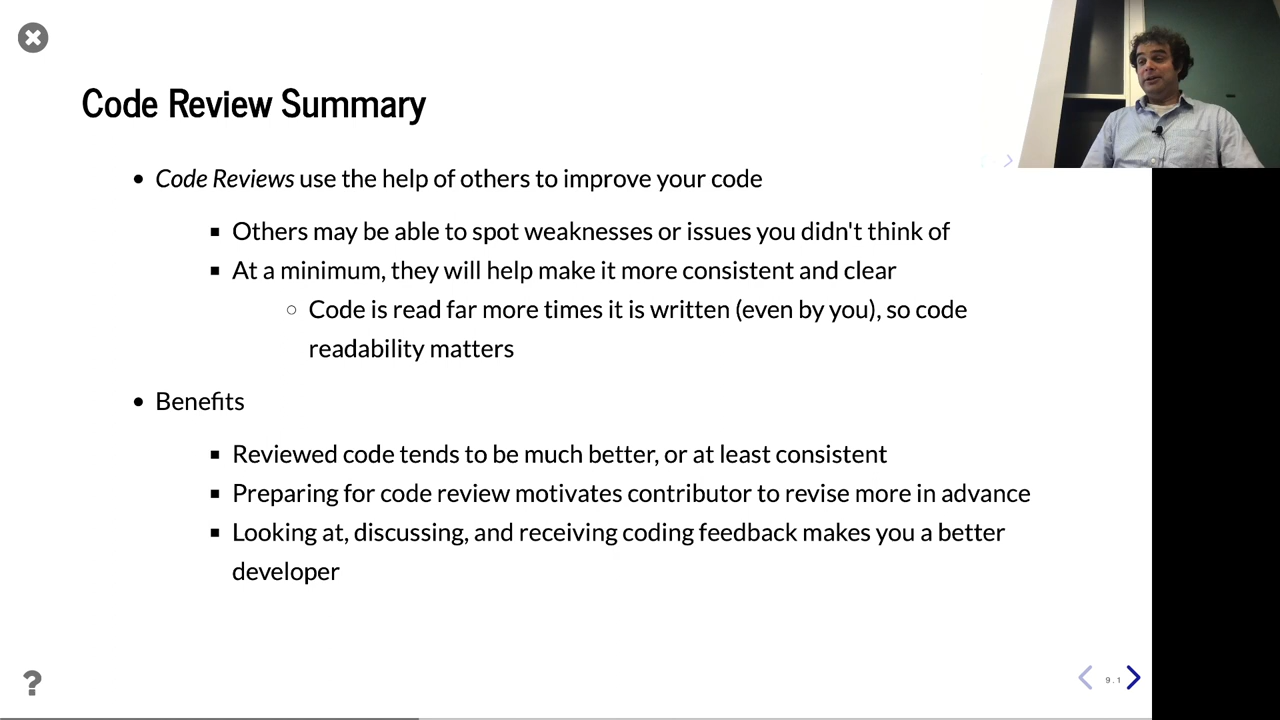 Code Review Summary
Code Reviews use the help of others to improve your code
Others may be able to spot weaknesses or issues you didn't think of
At a minimum, they will help make it more consistent and clear
Code is read far more times it is written (even by you), so code
readability matters
Benefits
Reviewed code tends to be much better, or at least consistent
Preparing for code review motivates contributor to revise more in advance
Looking at, discussing, and receiving coding feedback makes you a better
developer
?
9.1